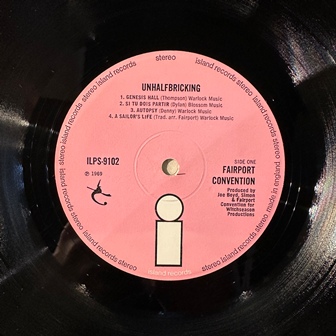 stereo island records stereo island records stereo island records stereo
UNHALFBRICKING
1. GENESIS HALL (Thompson) Warlock Music
2. SI TU DOIS PARTIR (Dylan) Blossom Music
3. AUTOPSY (Denny) Warlock Music
4. A SAILOR'S LIFE (Trad. arr. Fairport) Warlock Music
ILPS-9102
℗ 1969
SIDE ONE
FAIRPORT
CONVENTION
Produced by
Joe Boyd, Simon
& Fairport
Convention for
Witchseason
Productions
i
island records
made in england